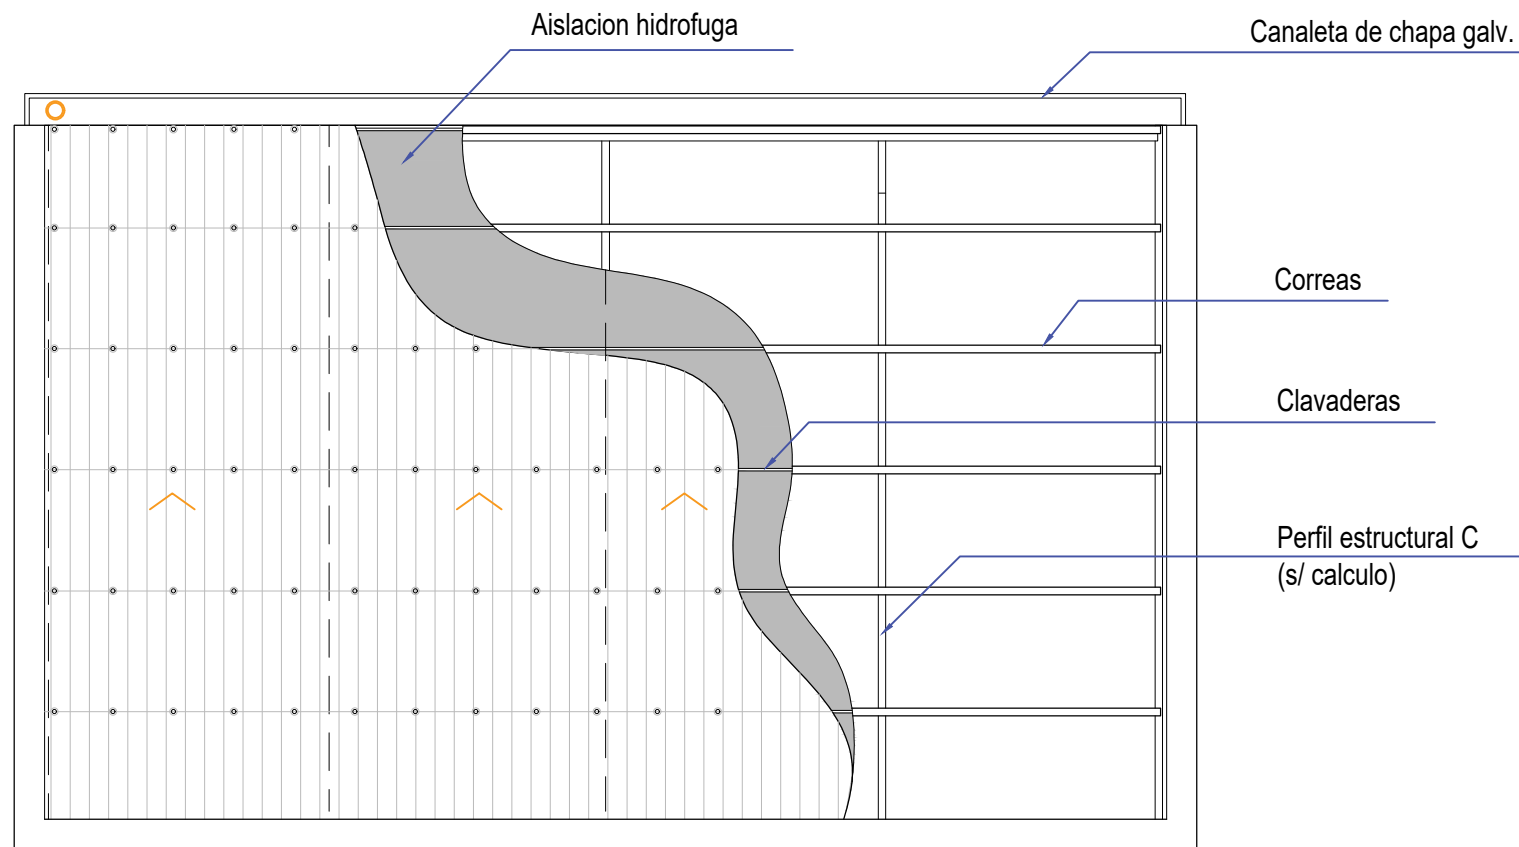 Aislacion hidrofuga
Canaleta de chapa galv.
Correas
Clavaderas
Perfil estructural C
(s/ calculo)